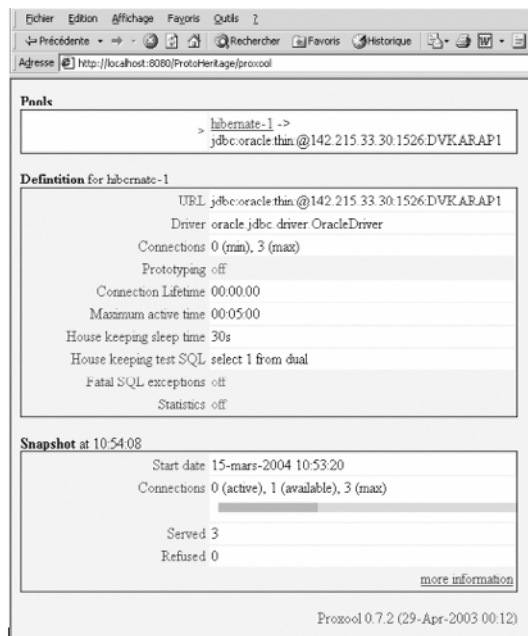 Fichier Edition Affichage Favoris Outils ?
Précédente Rechercher Favoris Historique
Adresse http://localhost:8080/ProtoHeritage/proxool
Pools
> hibernate-1 ->
jdbc:oracle:thin:@142.215.33.30:1526:DVKARAP1
Defintition for hibernate-1
URL jdbc:oracle:thin:@142.215.33.30:1526:DVKARAP1
Driver oracle.jdbc.driver.OracleDriver
Connections 0 (min), 3 (max)
Prototyping off
Connection Lifetime 00:00:00
Maximum active time 00:05:00
House keeping sleep time 30s
House keeping test SQL select 1 from dual
Fatal SQL exceptions off
Statistics off
Snapshot at 10:54:08
Start date 15-mars-2004 10:53:20
Connections 0 (active), 1 (available), 3 (max)
Served 3
Refused 0
more information
Proxool 0.7.2 (29-Apr-2003 00:12)